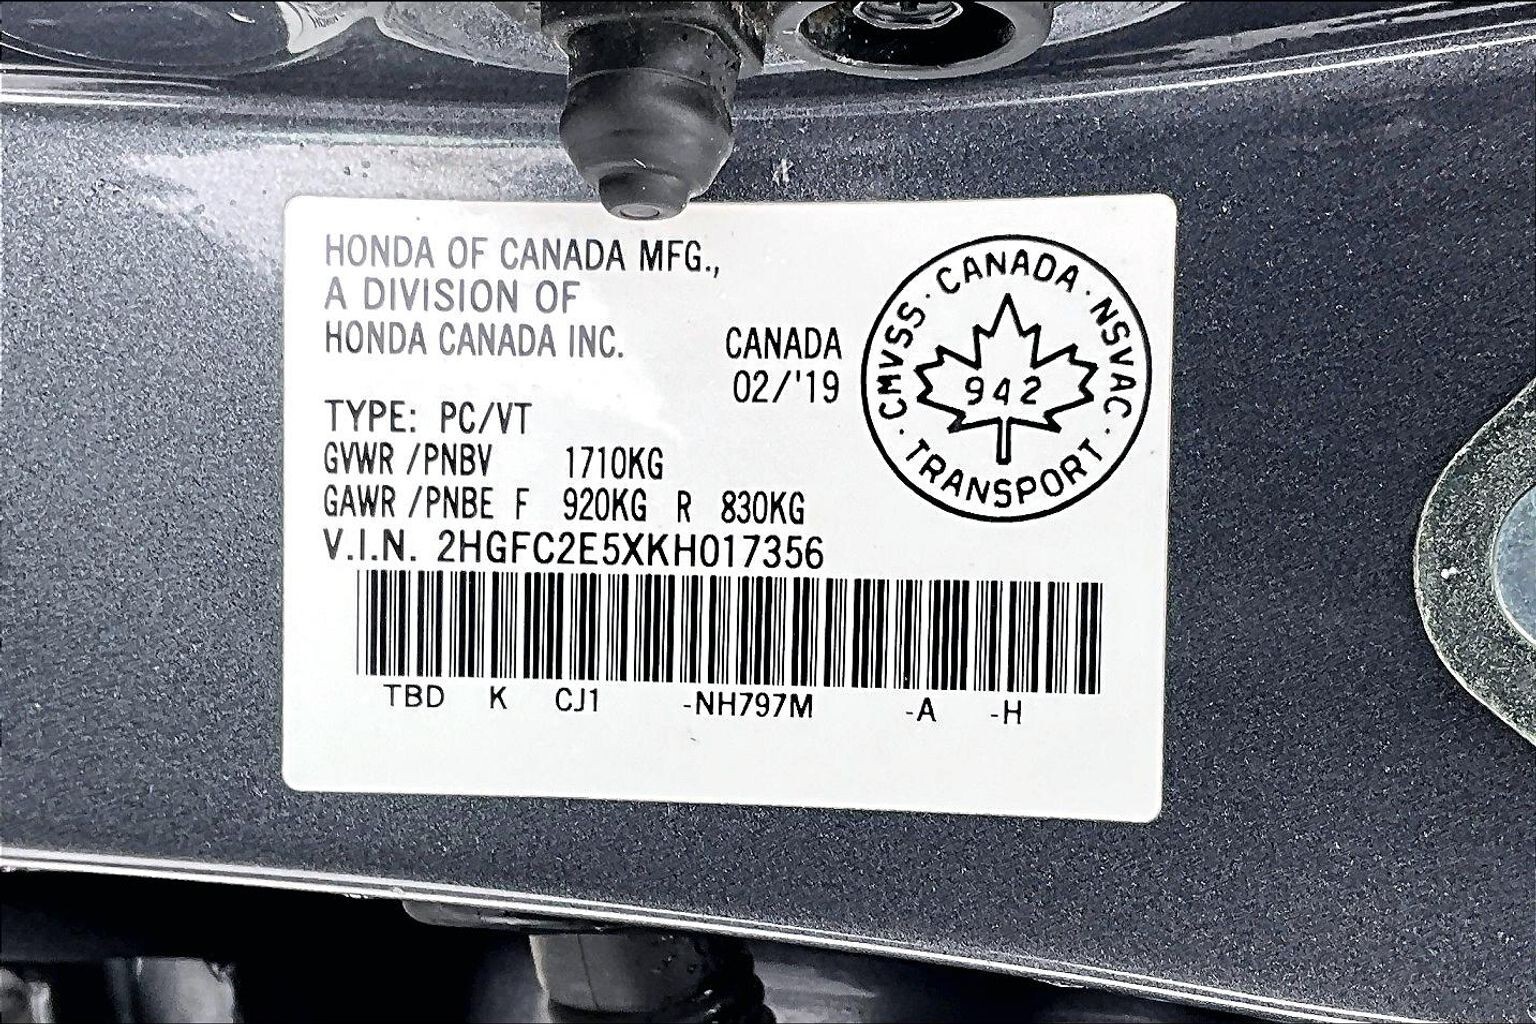 HONDA OF CANADA MFG.,
A DIVISION OF
HONDA CANADA INC.
CANADA
02/'19
CMVSS · CANADA · NSVAC · TRANSPORT
942
TYPE: PC/VT
GVWR /PNBV 1710KG
GAWR /PNBE F 920KG R 830KG
V.I.N. 2HGFC2E5XKH017356
TBD K CJ1 -NH797M -A -H